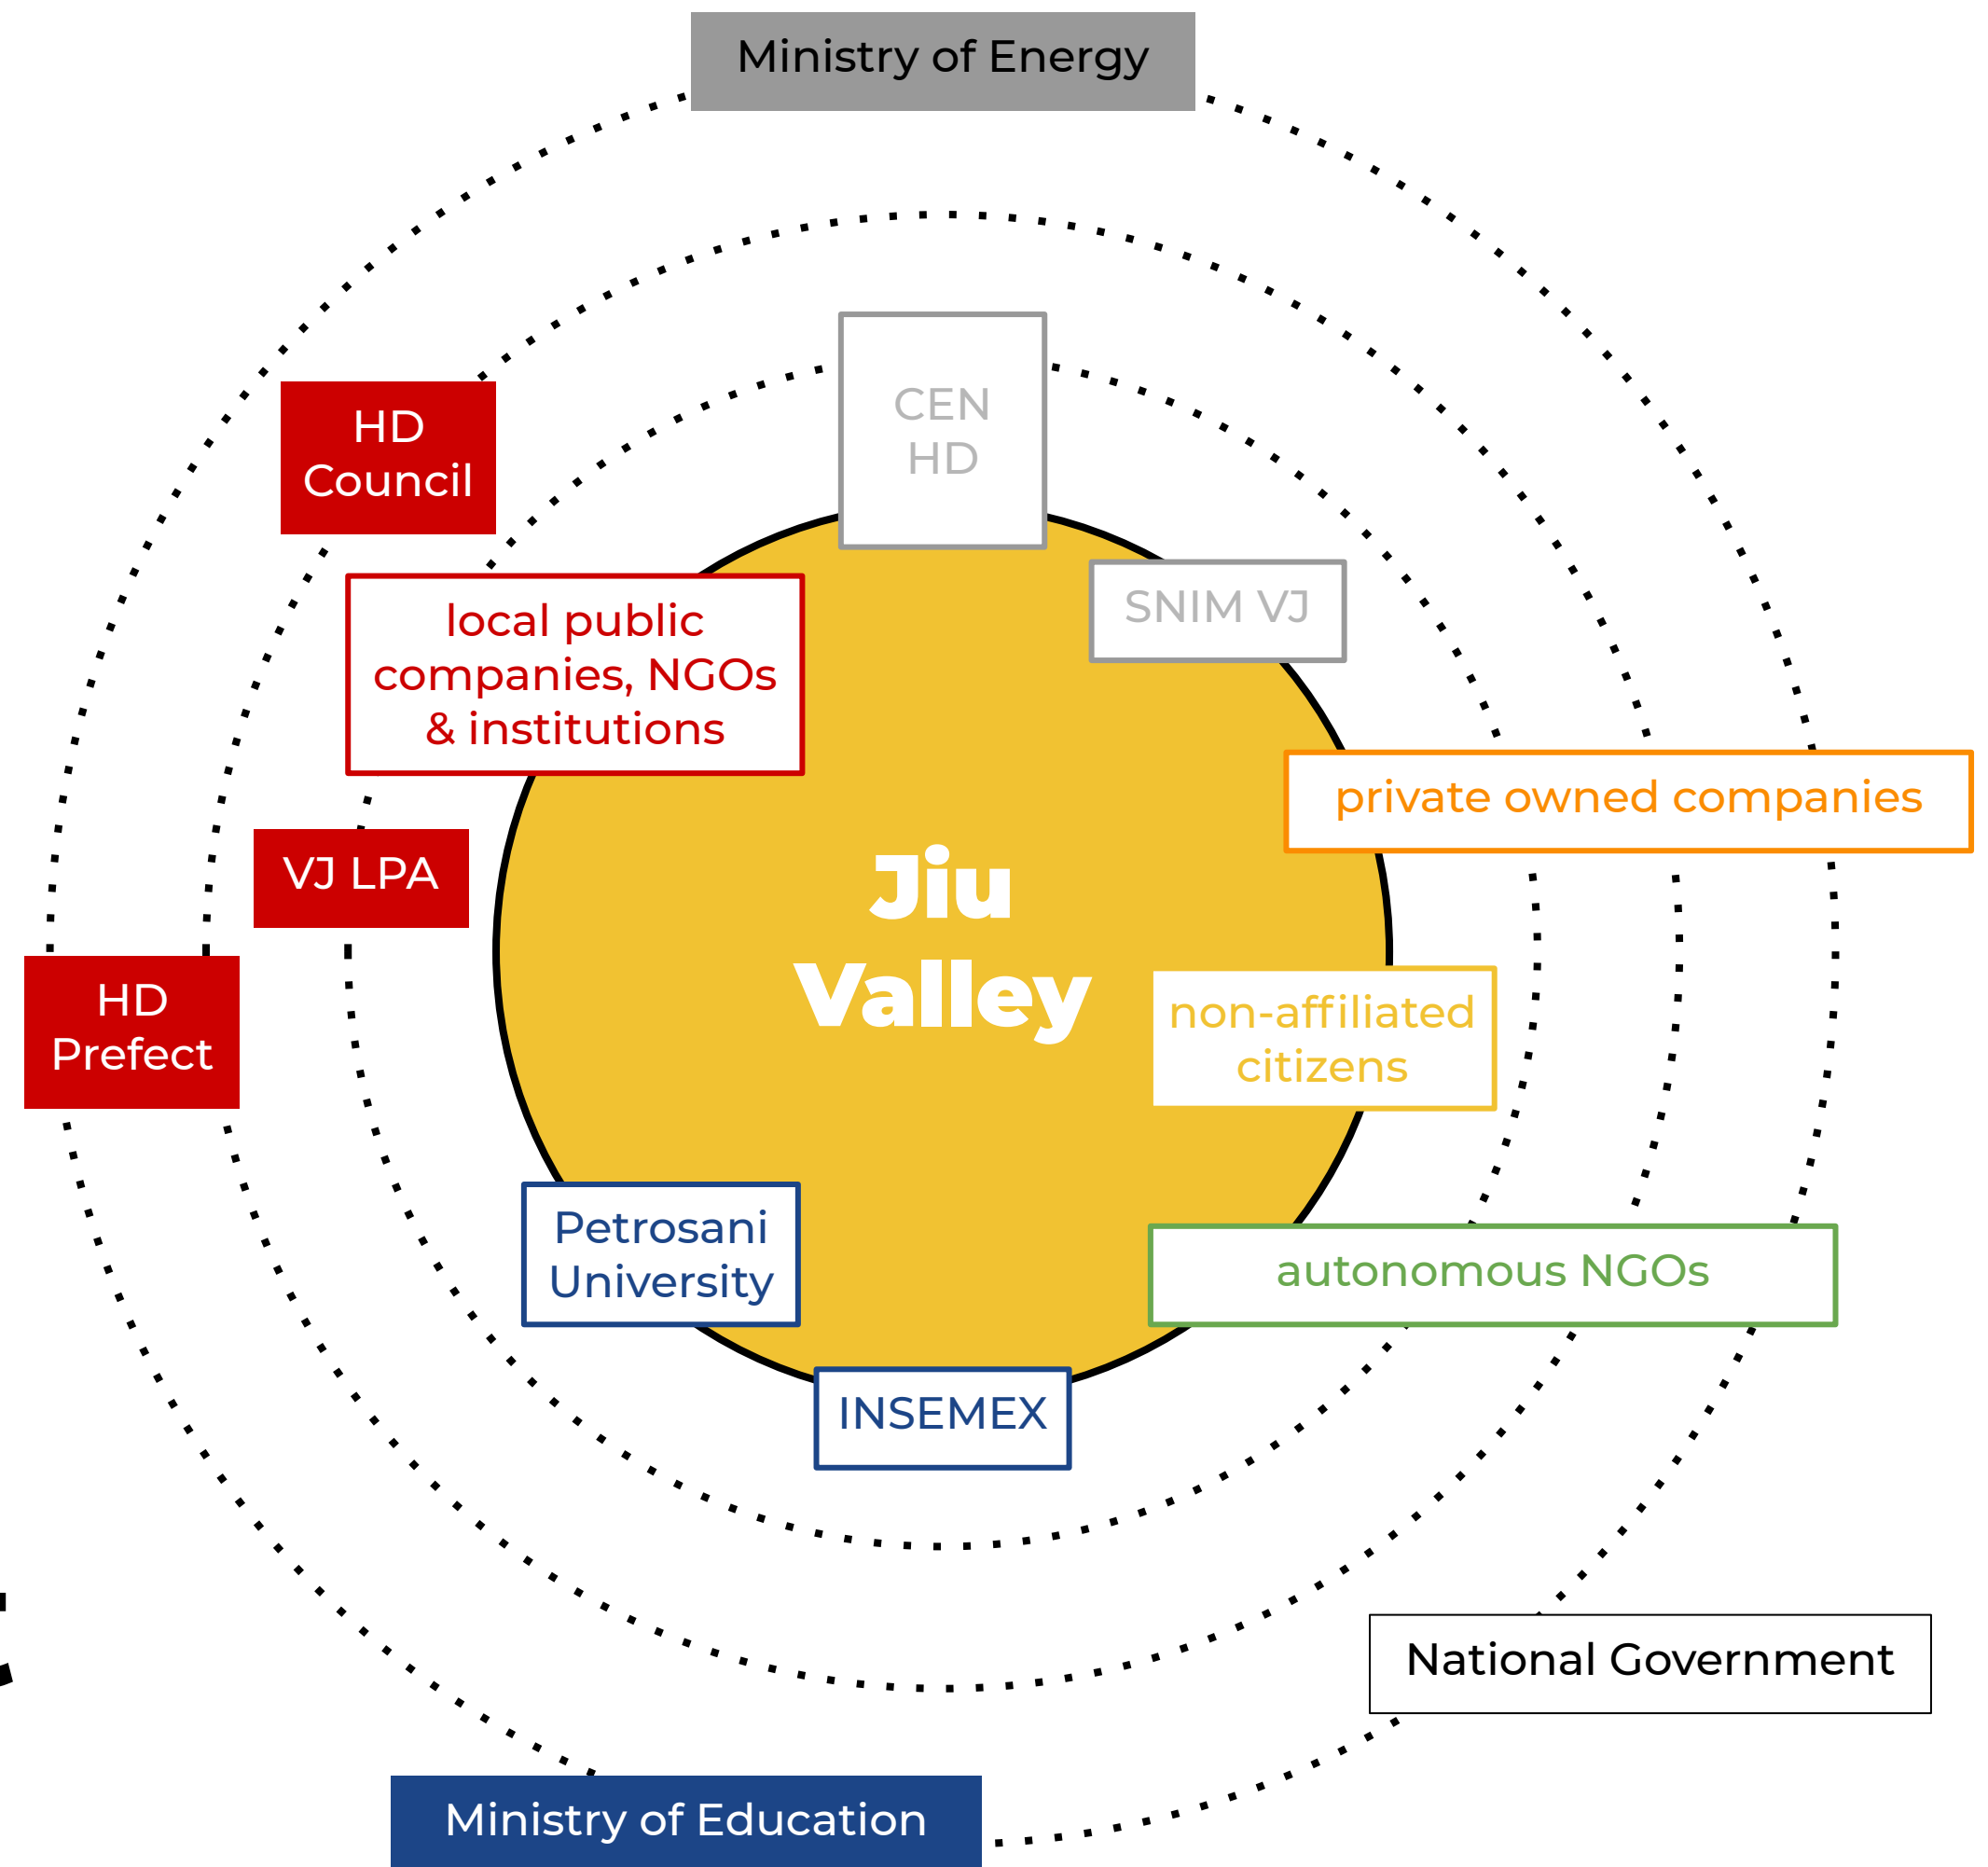 Ministry of Energy
HD
Council
CEN
HD
local public
companies, NGOs
& institutions
SNIM VJ
private owned companies
VJ LPA
Jiu
Valley
HD
Prefect
non-affiliated
citizens
Petrosani
University
autonomous NGOs
INSEMEX
National Government
Ministry of Education